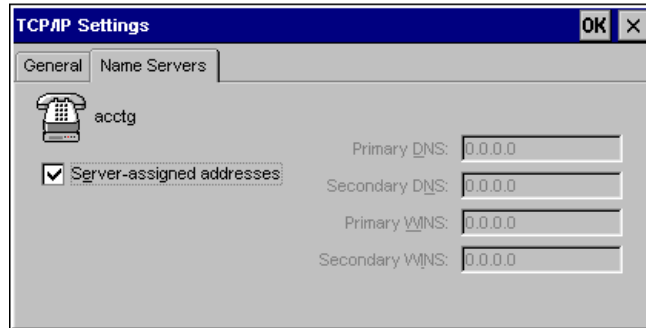 TCP/IP Settings OK ×
General Name Servers
acctg
Server-assigned addresses
Primary DNS: 0.0.0.0
Secondary DNS: 0.0.0.0
Primary WINS: 0.0.0.0
Secondary WINS: 0.0.0.0